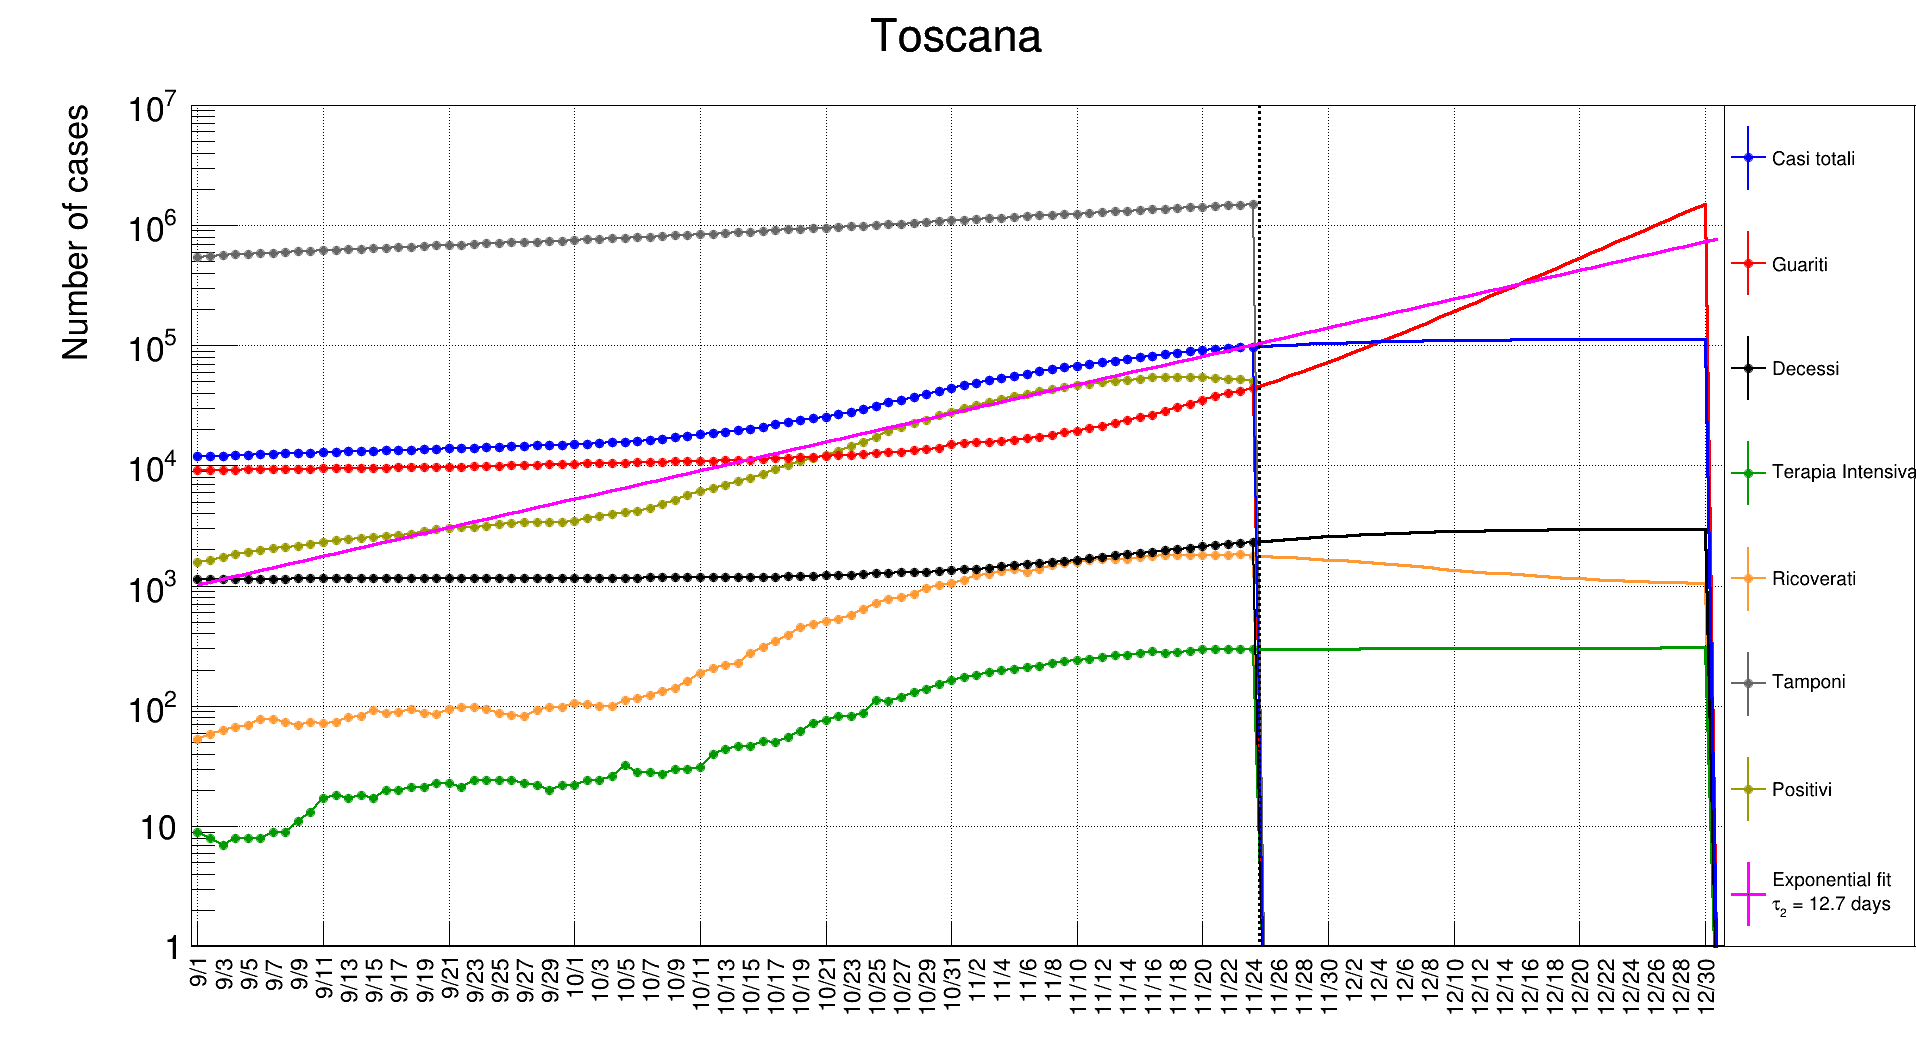 Toscana
Number of cases
10^7
10^6
10^5
10^4
10^3
10^2
10
1
9/1 9/3 9/5 9/7 9/9 9/11 9/13 9/15 9/17 9/19 9/21 9/23 9/25 9/27 9/29 10/1 10/3 10/5 10/7 10/9 10/11 10/13 10/15 10/17 10/19 10/21 10/23 10/25 10/27 10/29 10/31 11/2 11/4 11/6 11/8 11/10 11/12 11/14 11/16 11/18 11/20 11/22 11/24 11/26 11/28 11/30 12/2 12/4 12/6 12/8 12/10 12/12 12/14 12/16 12/18 12/20 12/22 12/24 12/26 12/28 12/30
Casi totali
Guariti
Decessi
Terapia Intensiva
Ricoverati
Tamponi
Positivi
Exponential fit
τ2 = 12.7 days